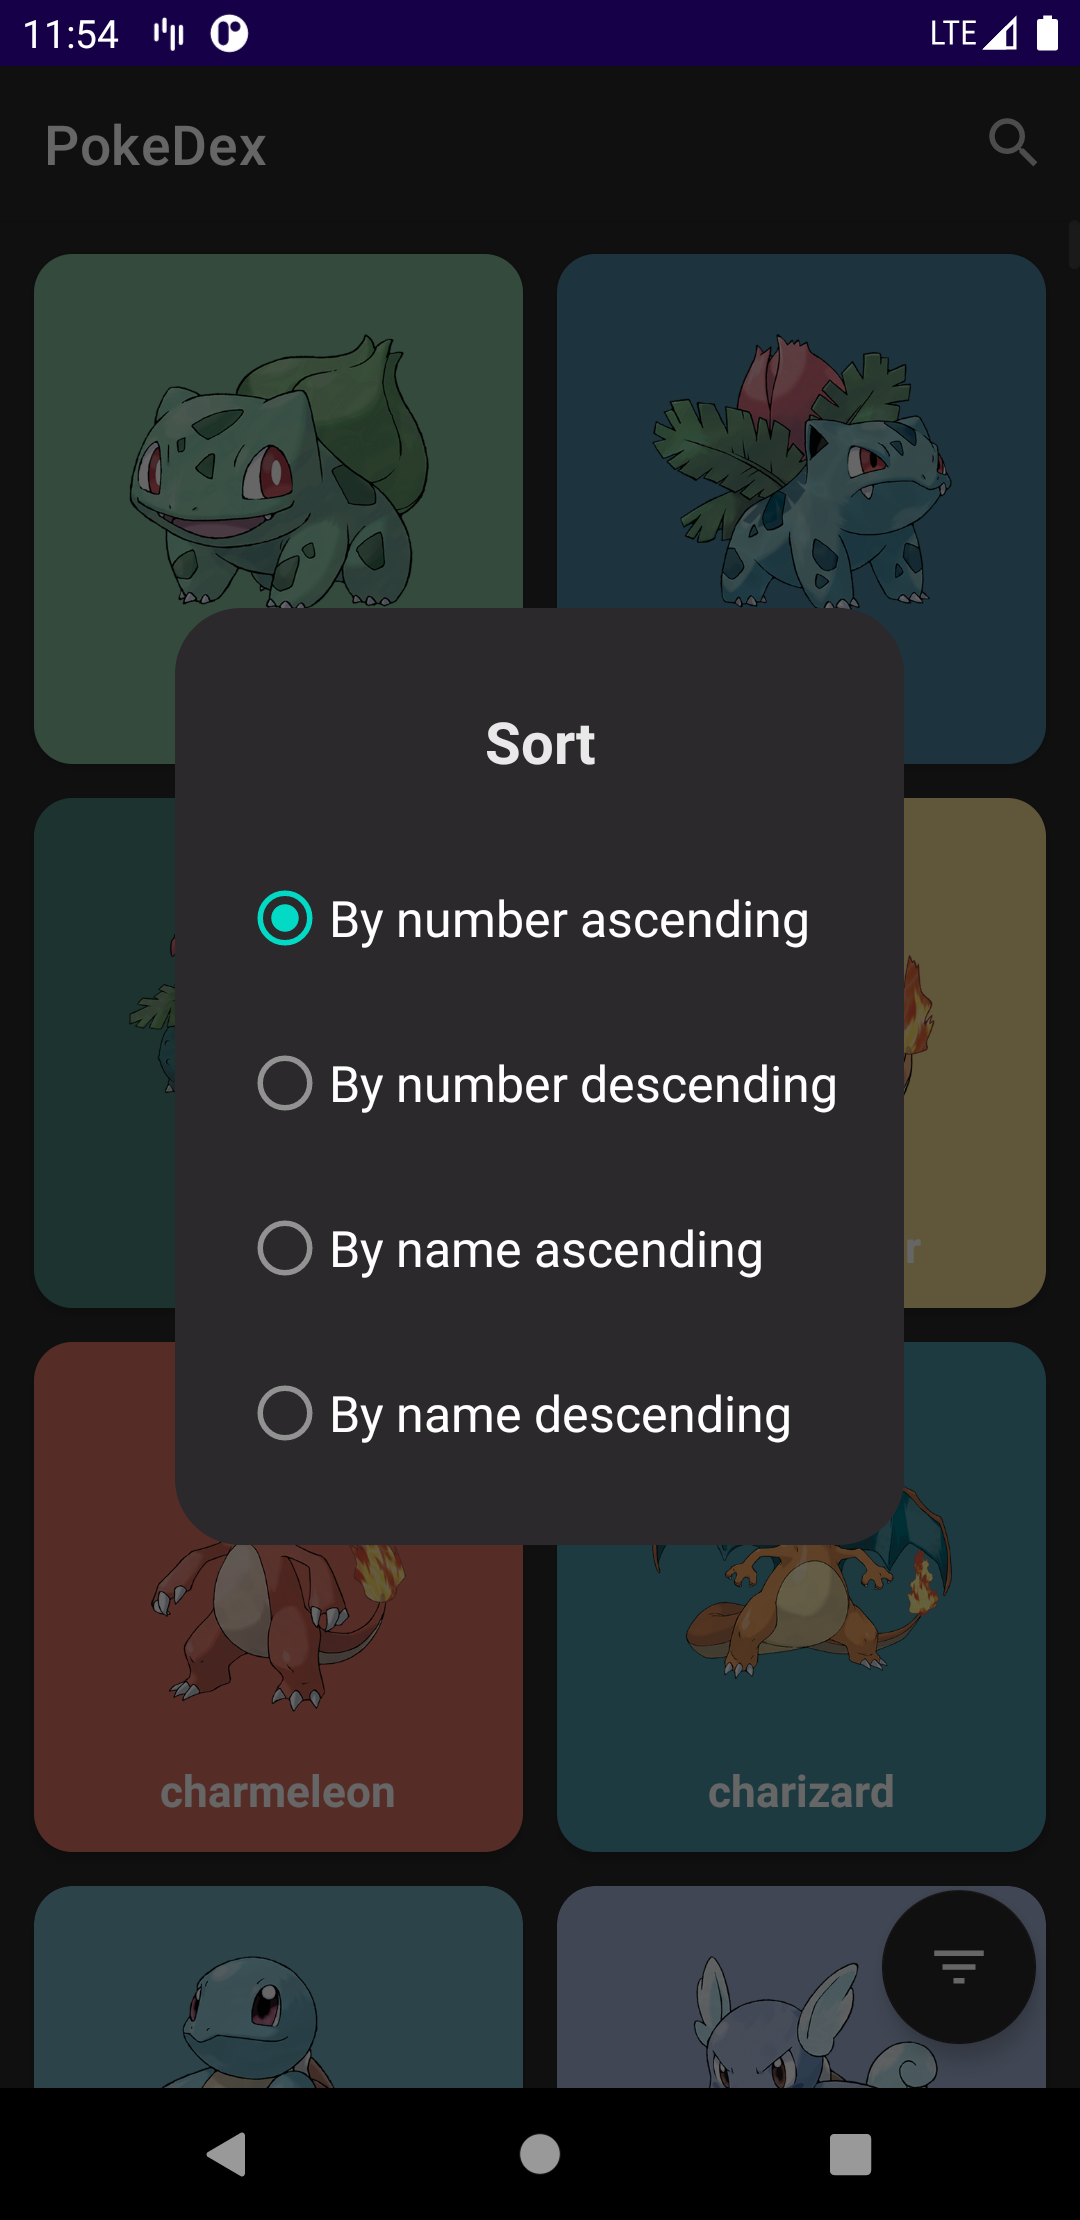 11:54 LTE
PokeDex
Sort
By number ascending
By number descending
r
By name ascending
By name descending
charmeleon charizard